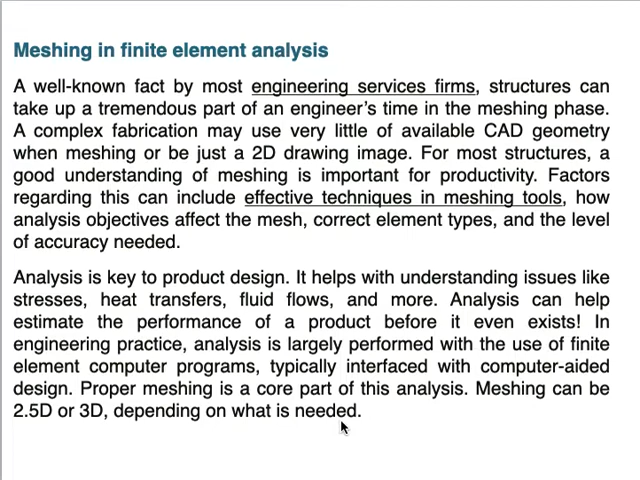 Meshing in finite element analysis
A well-known fact by most engineering services firms, structures can
take up a tremendous part of an engineer's time in the meshing phase.
A complex fabrication may use very little of available CAD geometry
when meshing or be just a 2D drawing image. For most structures, a
good understanding of meshing is important for productivity. Factors
regarding this can include effective techniques in meshing tools, how
analysis objectives affect the mesh, correct element types, and the level
of accuracy needed.
Analysis is key to product design. It helps with understanding issues like
stresses, heat transfers, fluid flows, and more. Analysis can help
estimate the performance of a product before it even exists! In
engineering practice, analysis is largely performed with the use of finite
element computer programs, typically interfaced with computer-aided
design. Proper meshing is a core part of this analysis. Meshing can be
2.5D or 3D, depending on what is needed.